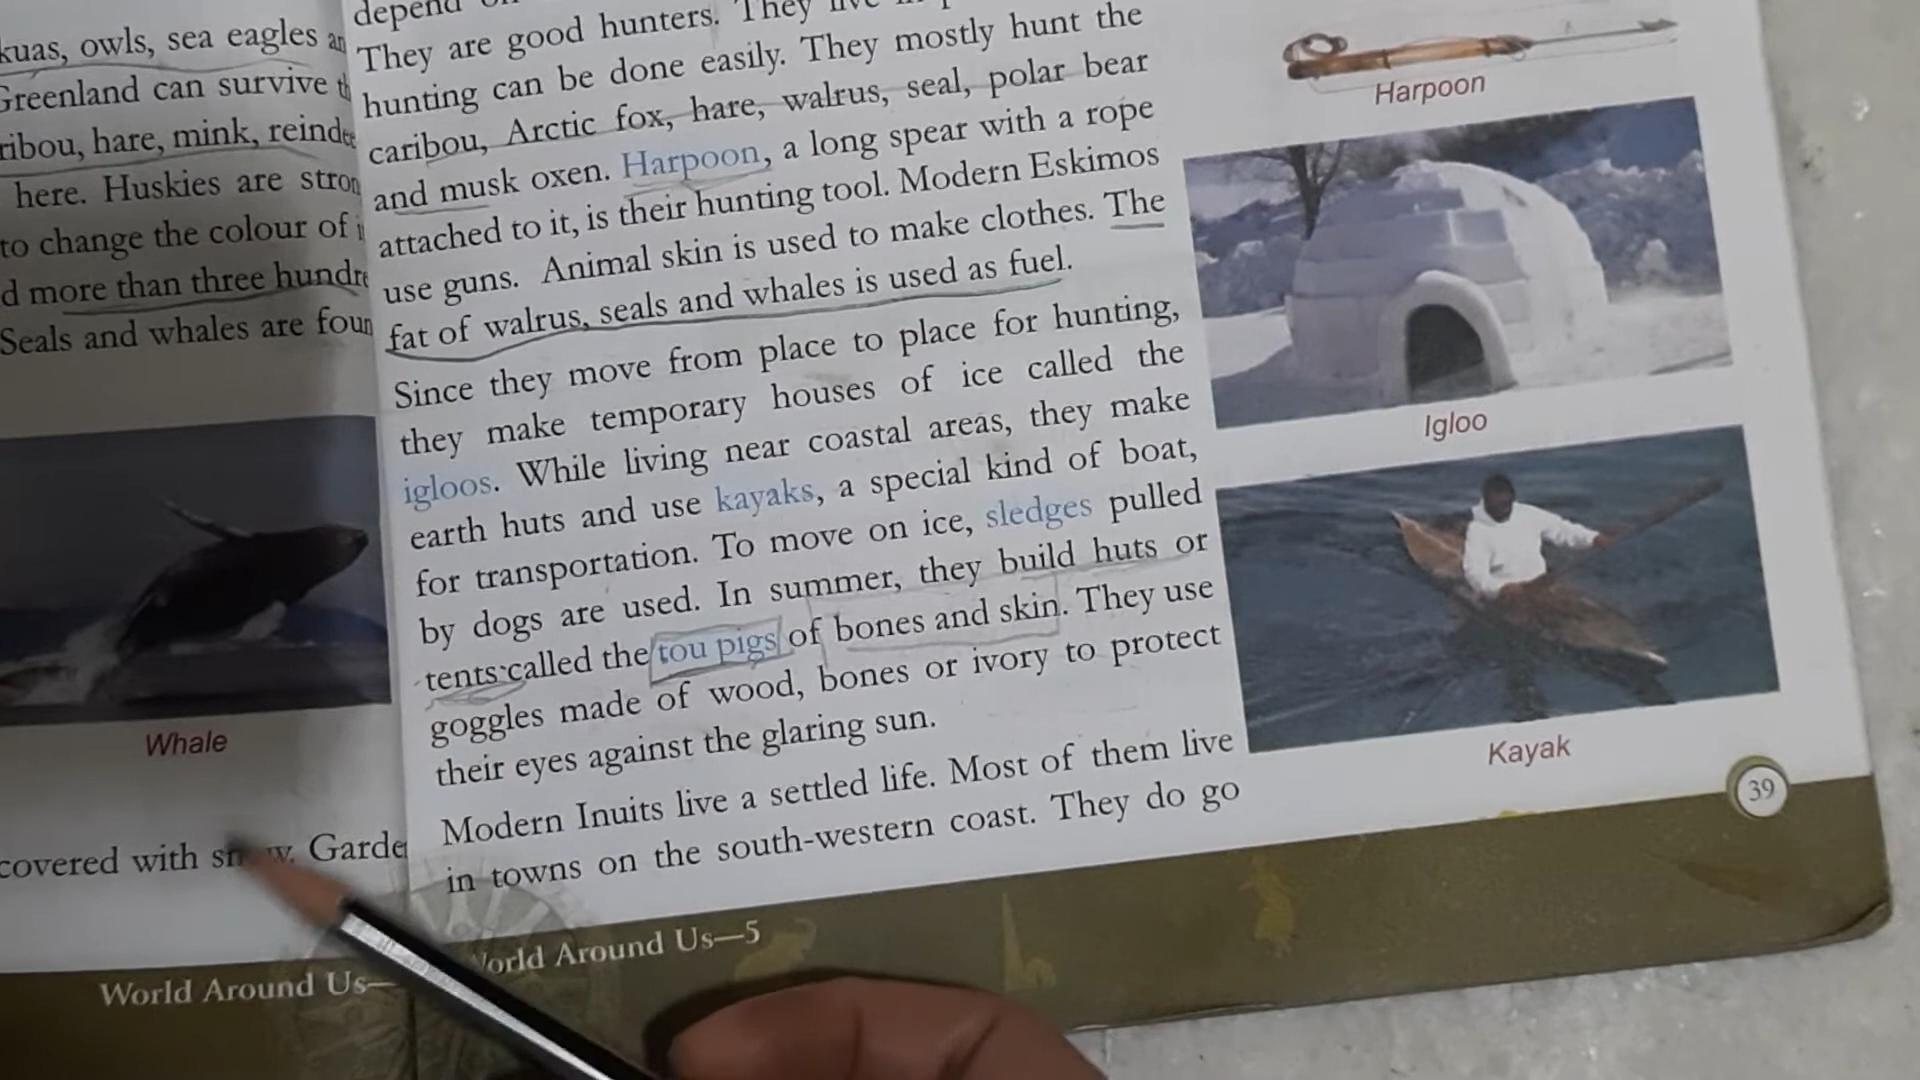 kuas, owls, sea eagles
Greenland can survive
ribou, hare, mink,
here. Huskies are
to change the colour of
d more than three
Seals and whales are
Whale
covered with snow.
World Around Us—
depend
They are good hunters. They live
hunting can be done easily. They mostly hunt the
caribou, Arctic fox, hare, walrus, seal, polar bear
and musk oxen. Harpoon, a long spear with a rope
attached to it, is their hunting tool. Modern Eskimos
use guns. Animal skin is used to make clothes. The
fat of walrus, seals and whales is used as fuel.
Since they move from place to place for hunting,
they make temporary houses of ice called the
igloos. While living near coastal areas, they make
earth huts and use kayaks, a special kind of boat,
for transportation. To move on ice, sledges pulled
by dogs are used. In summer, they build huts or
tents called the tou pigs of bones and skin. They use
goggles made of wood, bones or ivory to protect
their eyes against the glaring sun.
Modern Inuits live a settled life. Most of them live
in towns on the south-western coast. They do go
World Around Us—5
Harpoon
Igloo
Kayak
39